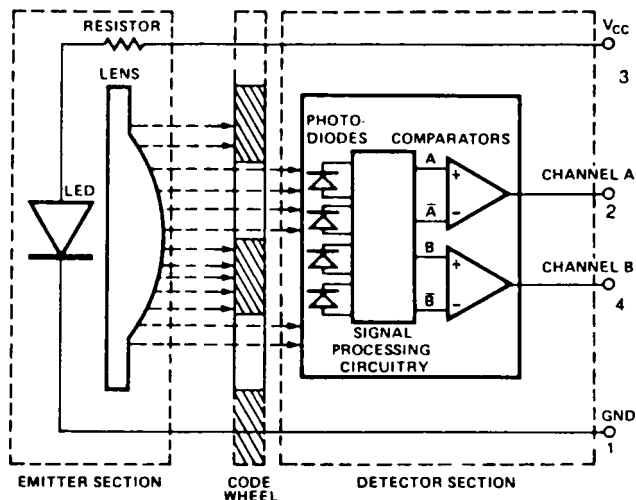 RESISTOR
VCC
3
LENS
PHOTO-
DIODES
COMPARATORS
LED
A
+
CHANNEL A
2
A̅
−
B
+
CHANNEL B
4
B̅
−
SIGNAL
PROCESSING
CIRCUITRY
GND
1
EMITTER SECTION
CODE
WHEEL
DETECTOR SECTION